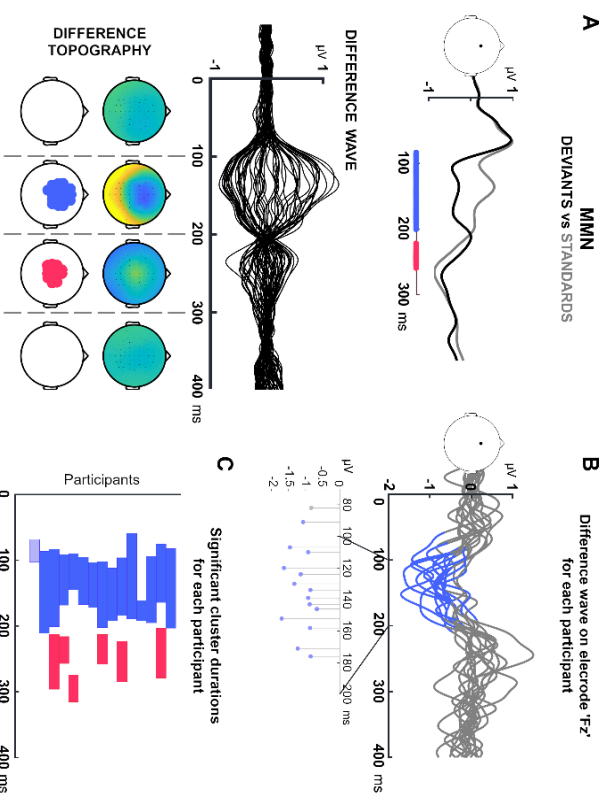 A
MMN
DEVIANTS vs STANDARDS
μV
1
-1
100
200
300 ms
DIFFERENCE WAVE
μV
1
-1
0
100
200
300
400 ms
DIFFERENCE
TOPOGRAPHY
B
Difference wave on elecrode 'Fz'
for each participant
μV
1
0
-1
-2
100
200
300
400 ms
μV
0
-0.5
-1
-1.5
-2
80
100
120
140
160
180
200 ms
C
Significant cluster durations
for each participant
Participants
0
100
200
300
400 ms